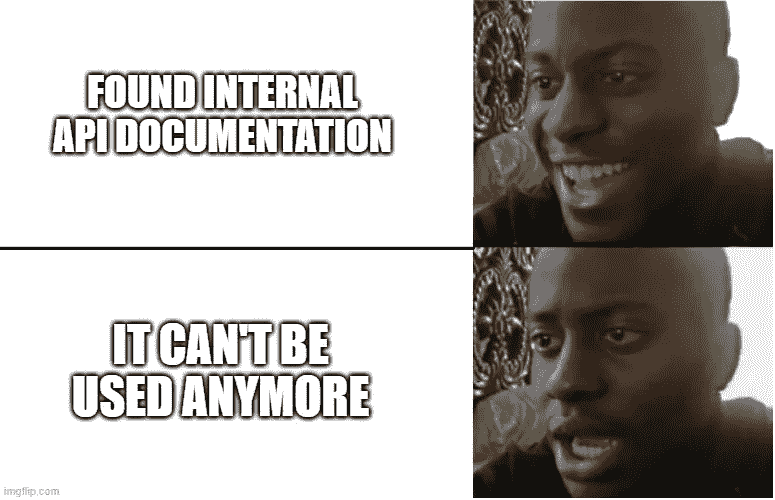 FOUND INTERNAL
API DOCUMENTATION
IT CAN'T BE
USED ANYMORE
imgflip.com